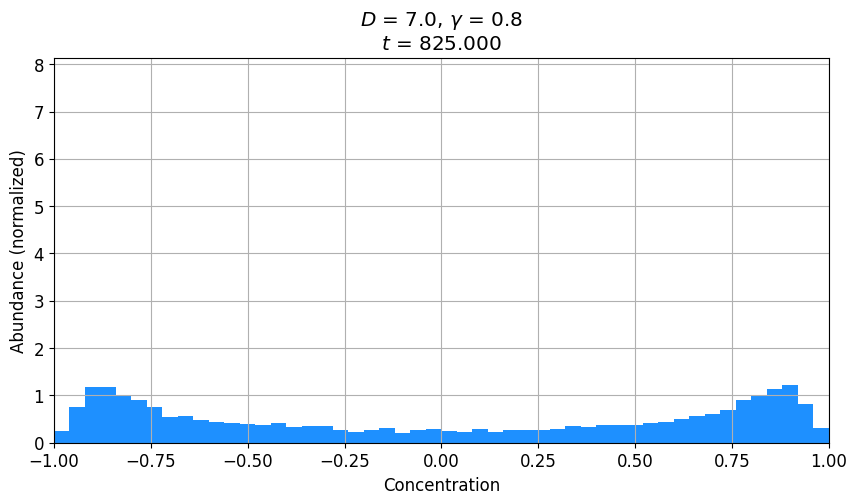 D = 7.0, γ = 0.8
t = 825.000
Abundance (normalized)
8
7
6
5
4
3
2
1
0
−1.00 −0.75 −0.50 −0.25 0.00 0.25 0.50 0.75 1.00
Concentration